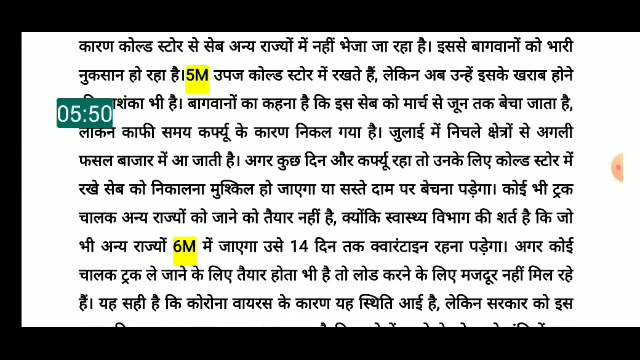 कारण कोल्ड स्टोर से सेब अन्य राज्यों में नहीं भेजा जा रहा है। इससे बागवानों को भारी
नुकसान हो रहा है।5M उपज कोल्ड स्टोर में रखते हैं, लेकिन अब उन्हें इसके खराब होने
भी है। बागवानों का कहना है कि इस सेब को मार्च से जून तक बेचा जाता है,
05:50
लेकिन काफी समय कर्फ्यू के कारण निकल गया है। जुलाई में निचले क्षेत्रों से अगली
फसल बाजार में आ जाती है। अगर कुछ दिन और कर्फ्यू रहा तो उनके लिए कोल्ड स्टोर में
रखे सेब को निकालना मुश्किल हो जाएगा या सस्ते दाम पर बेचना पड़ेगा। कोई भी ट्रक
चालक अन्य राज्यों को जाने को तैयार नहीं है, क्योंकि स्वास्थ्य विभाग की शर्त है कि जो
भी अन्य राज्यों 6M में जाएगा उसे 14 दिन तक क्वारंटाइन रहना पड़ेगा। अगर कोई
चालक ट्रक ले जाने के लिए तैयार होता भी है तो लोड करने के लिए मजदूर नहीं मिल रहे
हैं। यह सही है कि कोरोना वायरस के कारण यह स्थिति आई है, लेकिन सरकार को इस